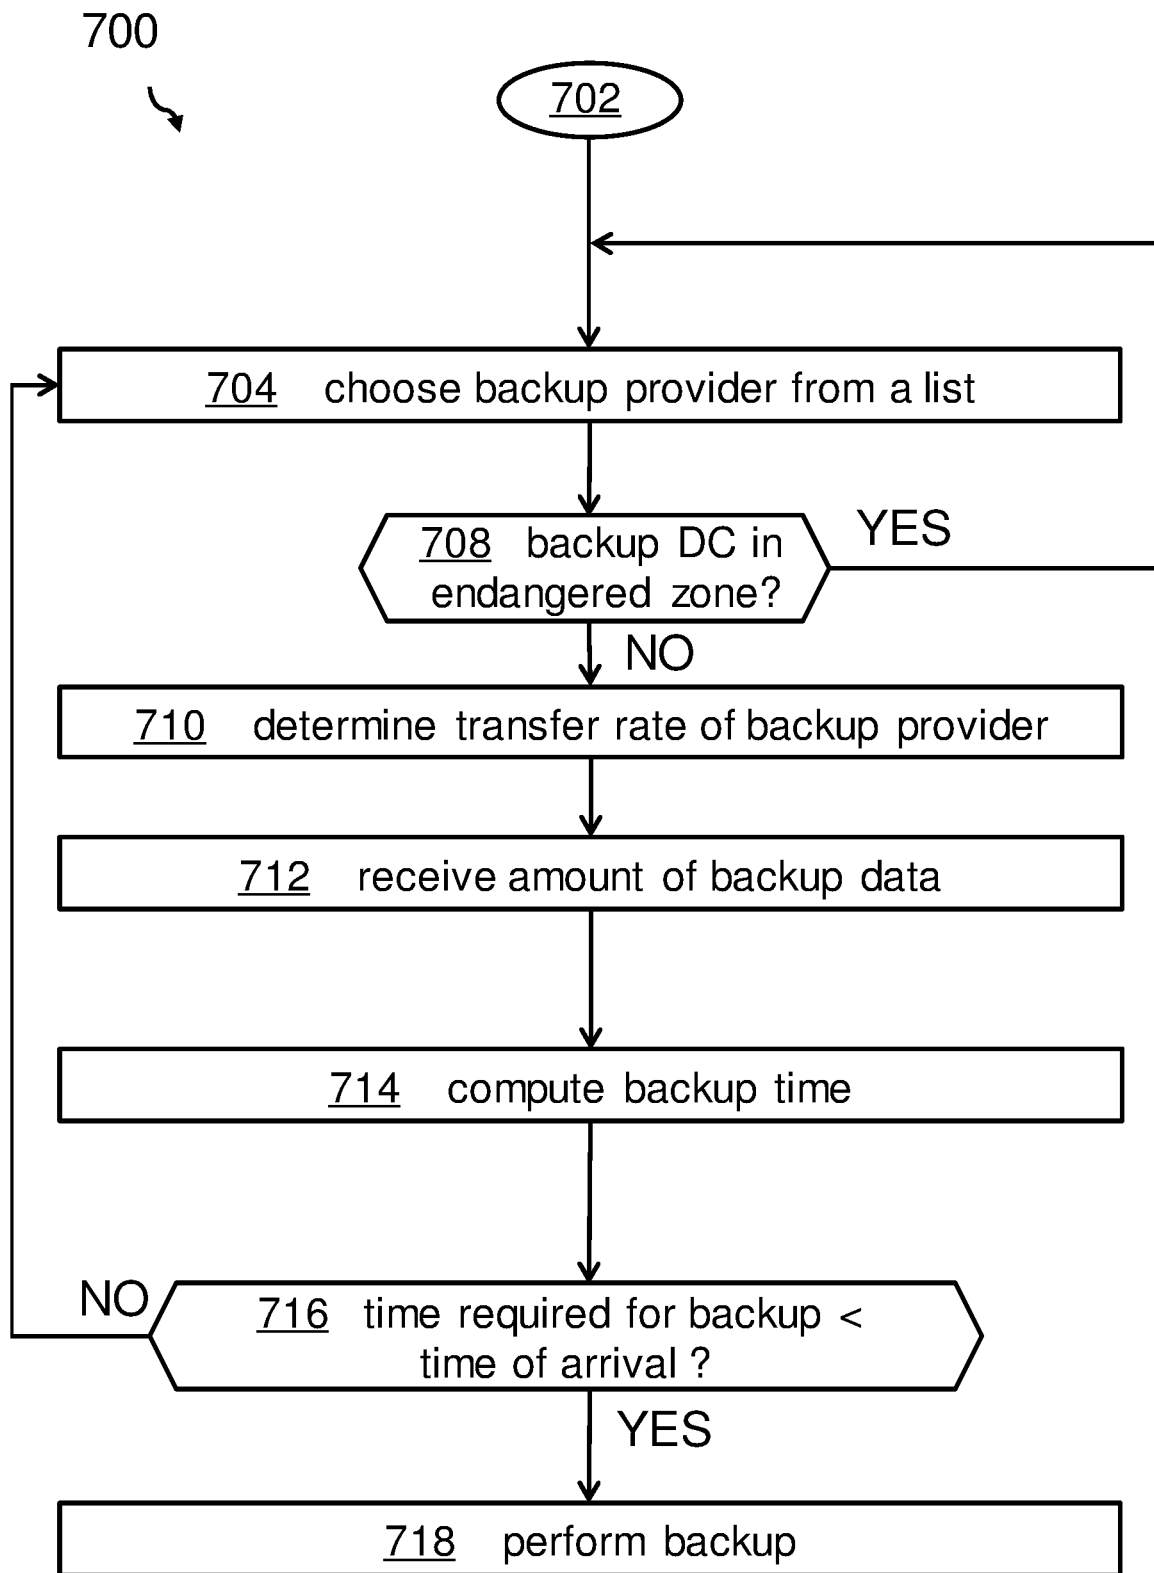 700
702
704 choose backup provider from a list
708 backup DC in
endangered zone?
YES
NO
710 determine transfer rate of backup provider
712 receive amount of backup data
714 compute backup time
NO
716 time required for backup <
time of arrival ?
YES
718 perform backup